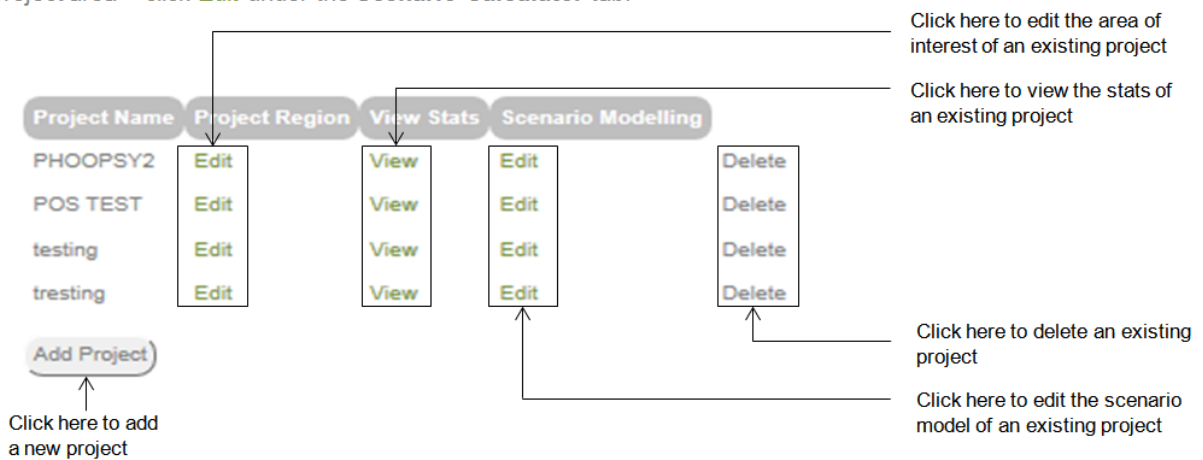 Click here to edit the area of
interest of an existing project
Click here to view the stats of
an existing project
Project Name Project Region View Stats Scenario Modelling
PHOOPSY2 Edit View Edit Delete
POS TEST Edit View Edit Delete
testing Edit View Edit Delete
tresting Edit View Edit Delete
Add Project
Click here to add
a new project
Click here to delete an existing
project
Click here to edit the scenario
model of an existing project